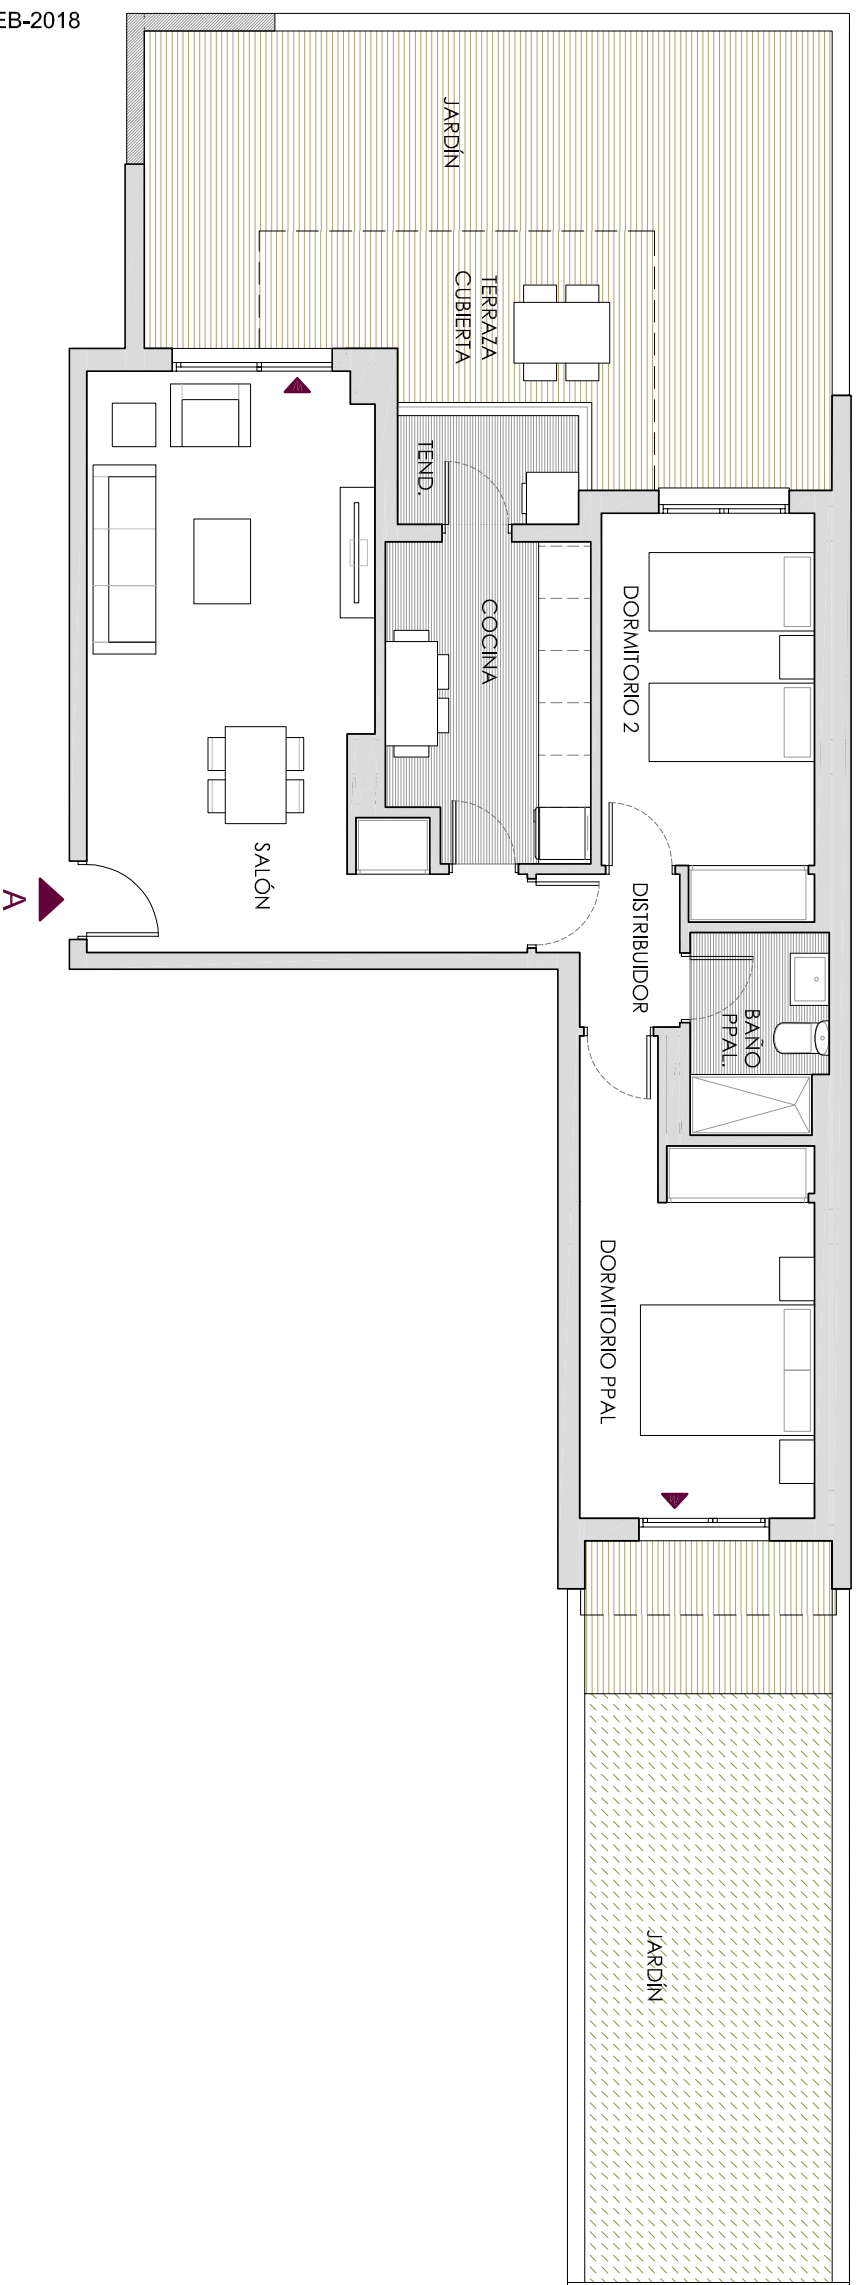 EB-2018
JARDÍN
TERRAZA
CUBIERTA
TEND.
COCINA
DORMITORIO 2
SALÓN
A
DISTRIBUIDOR
BAÑO
PPAL.
DORMITORIO PPAL
JARDÍN